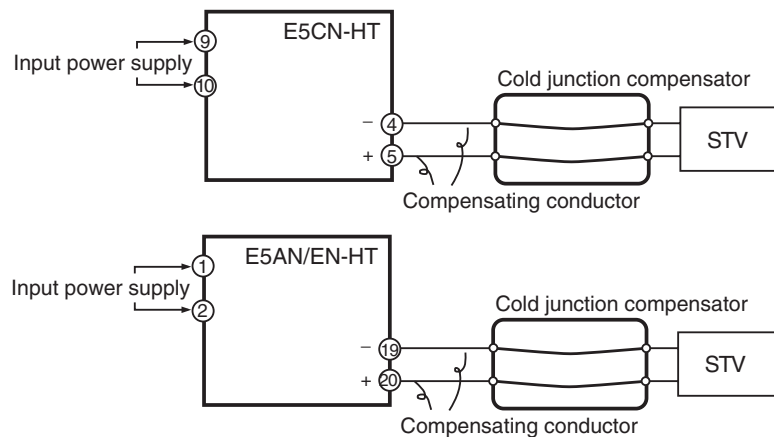 E5CN-HT
9
Input power supply
10
Cold junction compensator
− 4
+ 5
STV
Compensating conductor
E5AN/EN-HT
1
Input power supply
2
Cold junction compensator
− 19
+ 20
STV
Compensating conductor